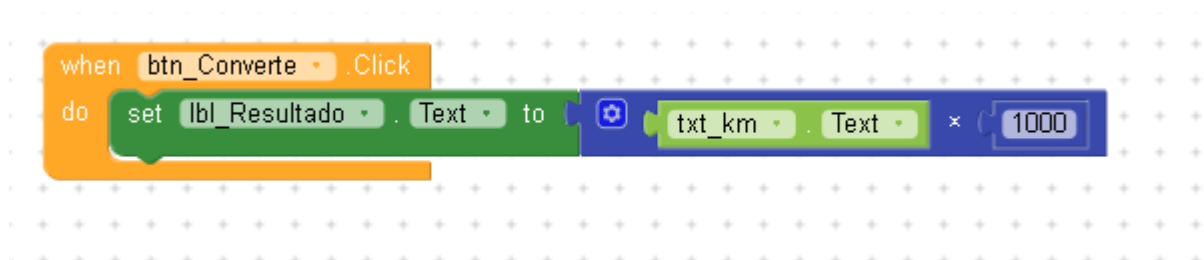 when btn_Converte .Click
do set lbl_Resultado . Text to txt_km . Text × 1000